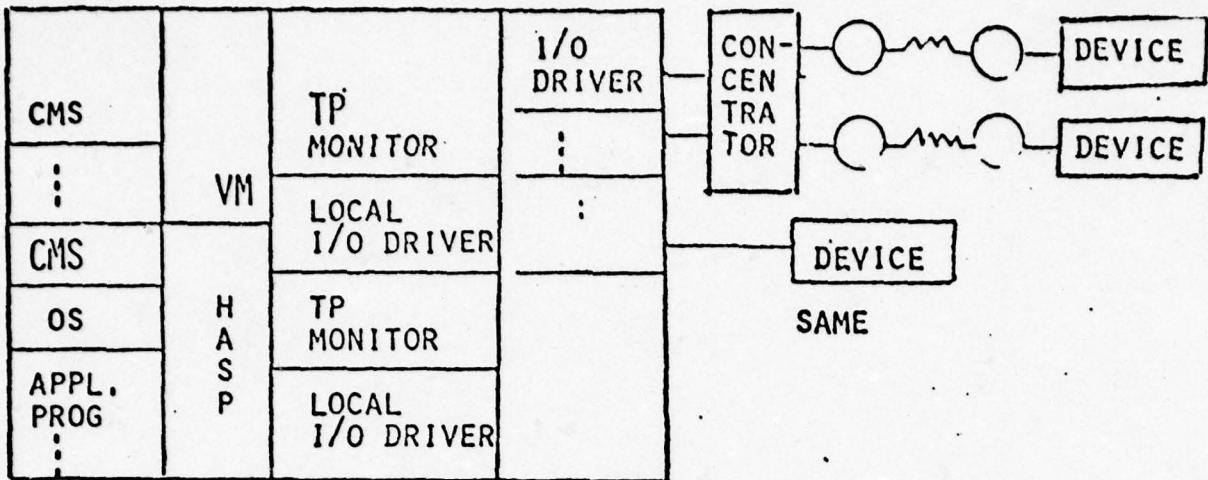 CMS
CMS
OS
APPL.
PROG
VM
H
A
S
P
TP
MONITOR
LOCAL
I/O DRIVER
TP
MONITOR
LOCAL
I/O DRIVER
I/O
DRIVER
CON-
CEN
TRA
TOR
DEVICE
DEVICE
DEVICE
SAME